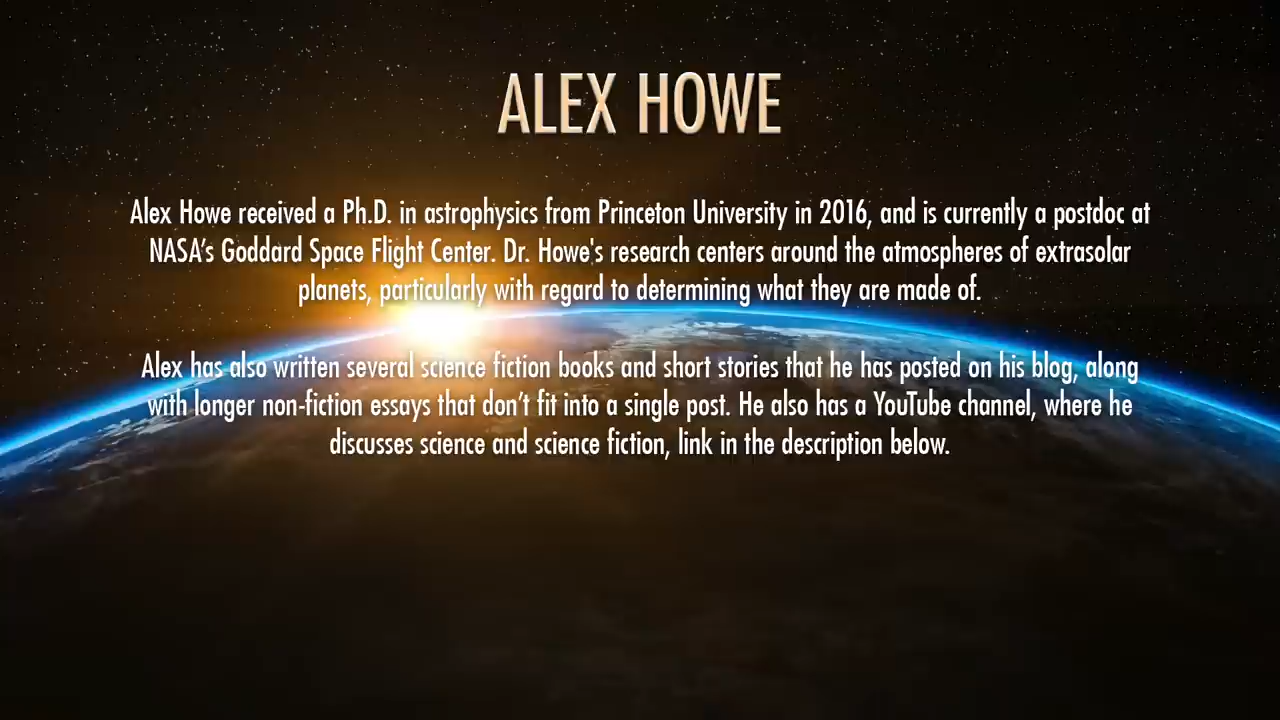 ALEX HOWE
Alex Howe received a Ph.D. in astrophysics from Princeton University in 2016, and is currently a postdoc at
NASA’s Goddard Space Flight Center. Dr. Howe's research centers around the atmospheres of extrasolar
planets, particularly with regard to determining what they are made of.
Alex has also written several science fiction books and short stories that he has posted on his blog, along
with longer non-fiction essays that don’t fit into a single post. He also has a YouTube channel, where he
discusses science and science fiction, link in the description below.